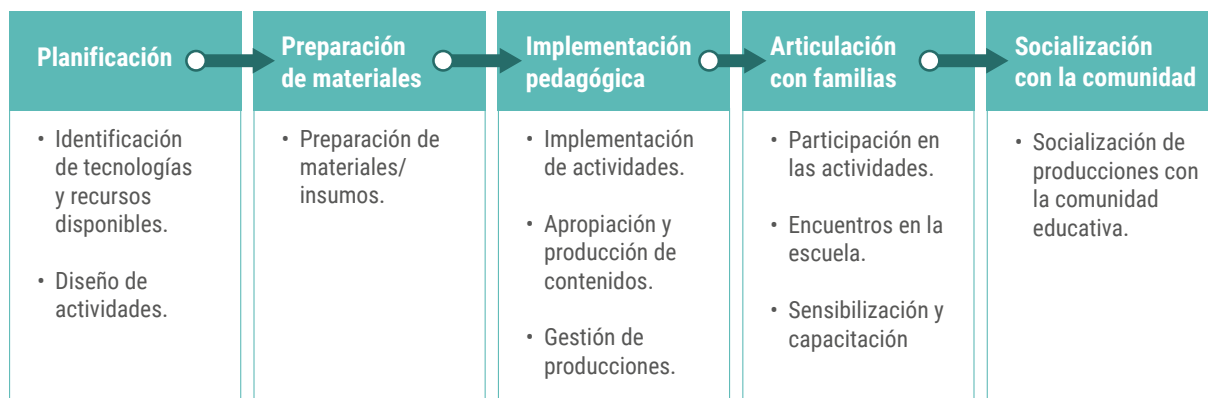 Planificación
• Identificación
de tecnologías
y recursos
disponibles.
• Diseño de
actividades.
Preparación
de materiales
• Preparación de
materiales/
insumos.
Implementación
pedagógica
• Implementación
de actividades.
• Apropiación y
producción de
contenidos.
• Gestión de
producciones.
Articulación
con familias
• Participación en
las actividades.
• Encuentros en la
escuela.
• Sensibilización y
capacitación
Socialización
con la comunidad
• Socialización de
producciones con
la comunidad
educativa.